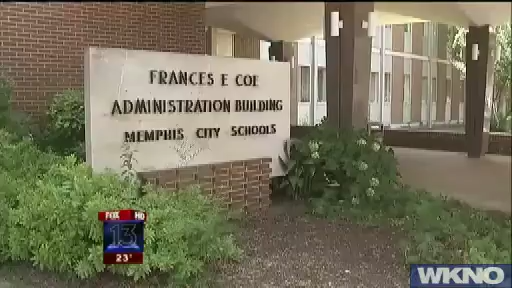 FRANCES E COE
ADMINISTRATION BUILDING
MEMPHIS CITY SCHOOLS
FOX HD
13
23°
WKNO